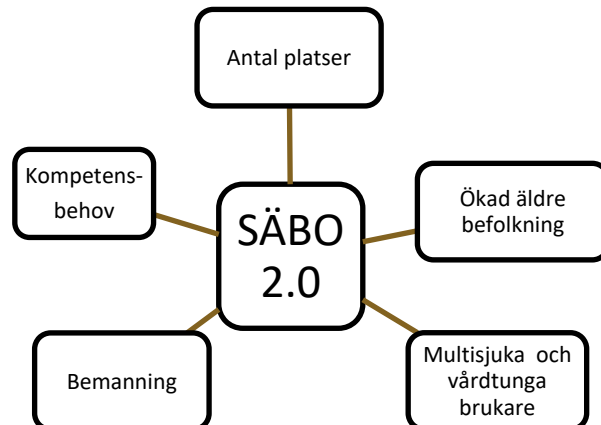 Antal platser
Kompetens-
behov
SÄBO
2.0
Ökad äldre
befolkning
Bemanning
Multisjuka och
vårdtunga
brukare